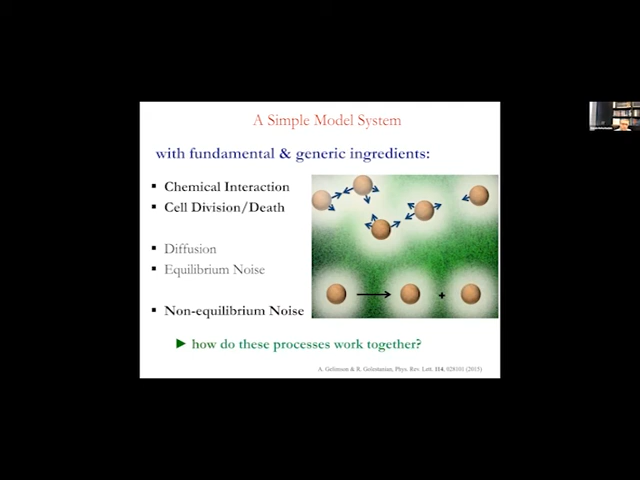 A Simple Model System
with fundamental & generic ingredients:
▪ Chemical Interaction
▪ Cell Division/Death
▪ Diffusion
▪ Equilibrium Noise
▪ Non-equilibrium Noise
+
► how do these processes work together?
A. Gelimson & R. Golestanian, Phys. Rev. Lett. 114, 028101 (2015)